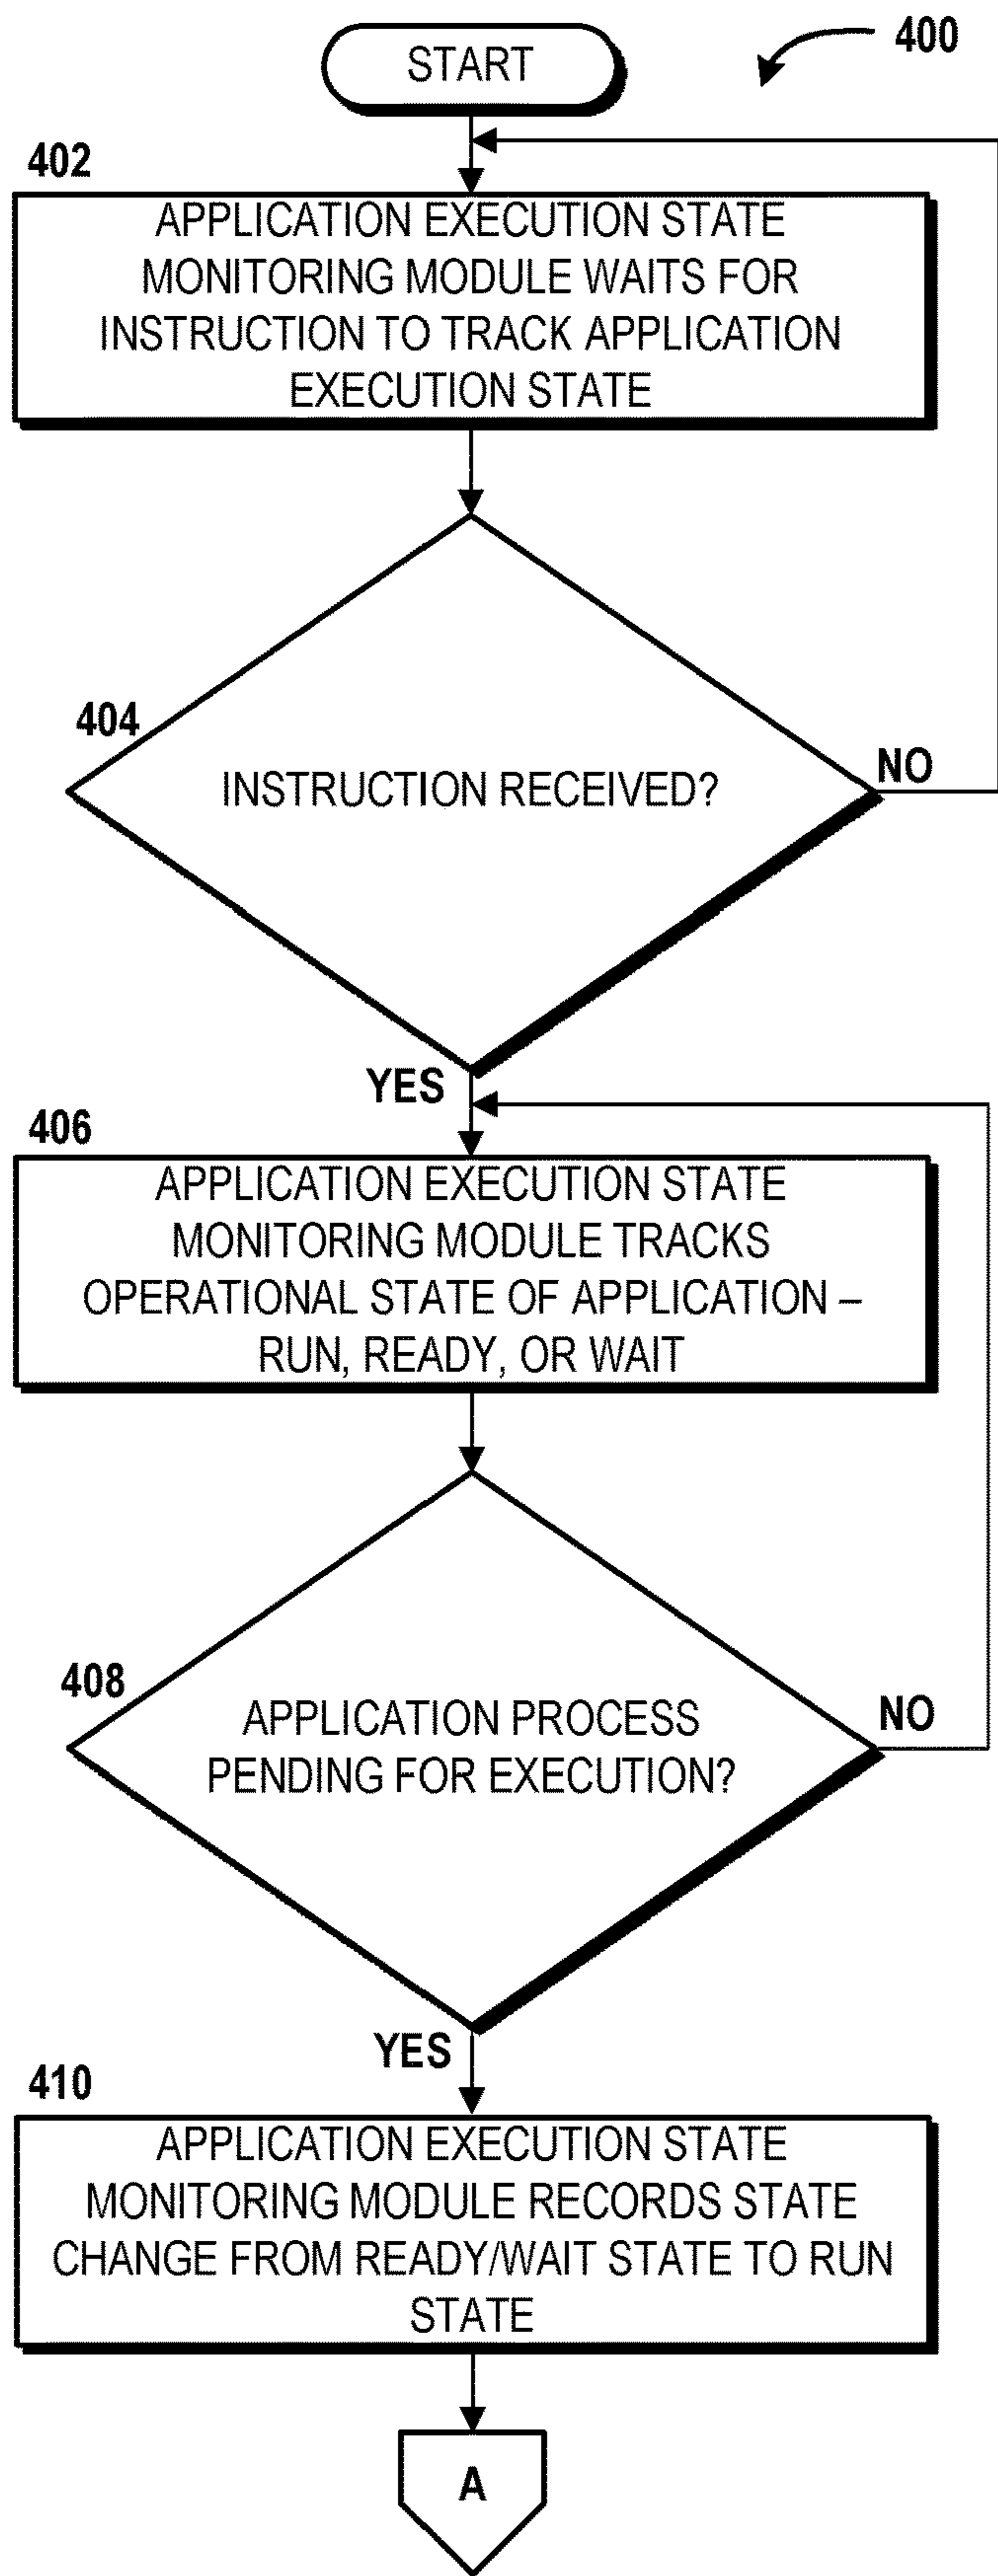 START
400
402
APPLICATION EXECUTION STATE
MONITORING MODULE WAITS FOR
INSTRUCTION TO TRACK APPLICATION
EXECUTION STATE
404
INSTRUCTION RECEIVED?
NO
YES
406
APPLICATION EXECUTION STATE
MONITORING MODULE TRACKS
OPERATIONAL STATE OF APPLICATION –
RUN, READY, OR WAIT
408
APPLICATION PROCESS
PENDING FOR EXECUTION?
NO
YES
410
APPLICATION EXECUTION STATE
MONITORING MODULE RECORDS STATE
CHANGE FROM READY/WAIT STATE TO RUN
STATE
A